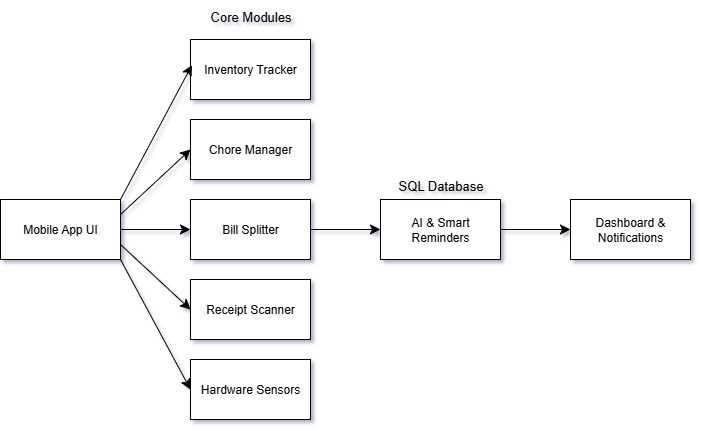 Core Modules
Inventory Tracker
Chore Manager
SQL Database
Mobile App UI
Bill Splitter
AI & Smart
Reminders
Dashboard &
Notifications
Receipt Scanner
Hardware Sensors